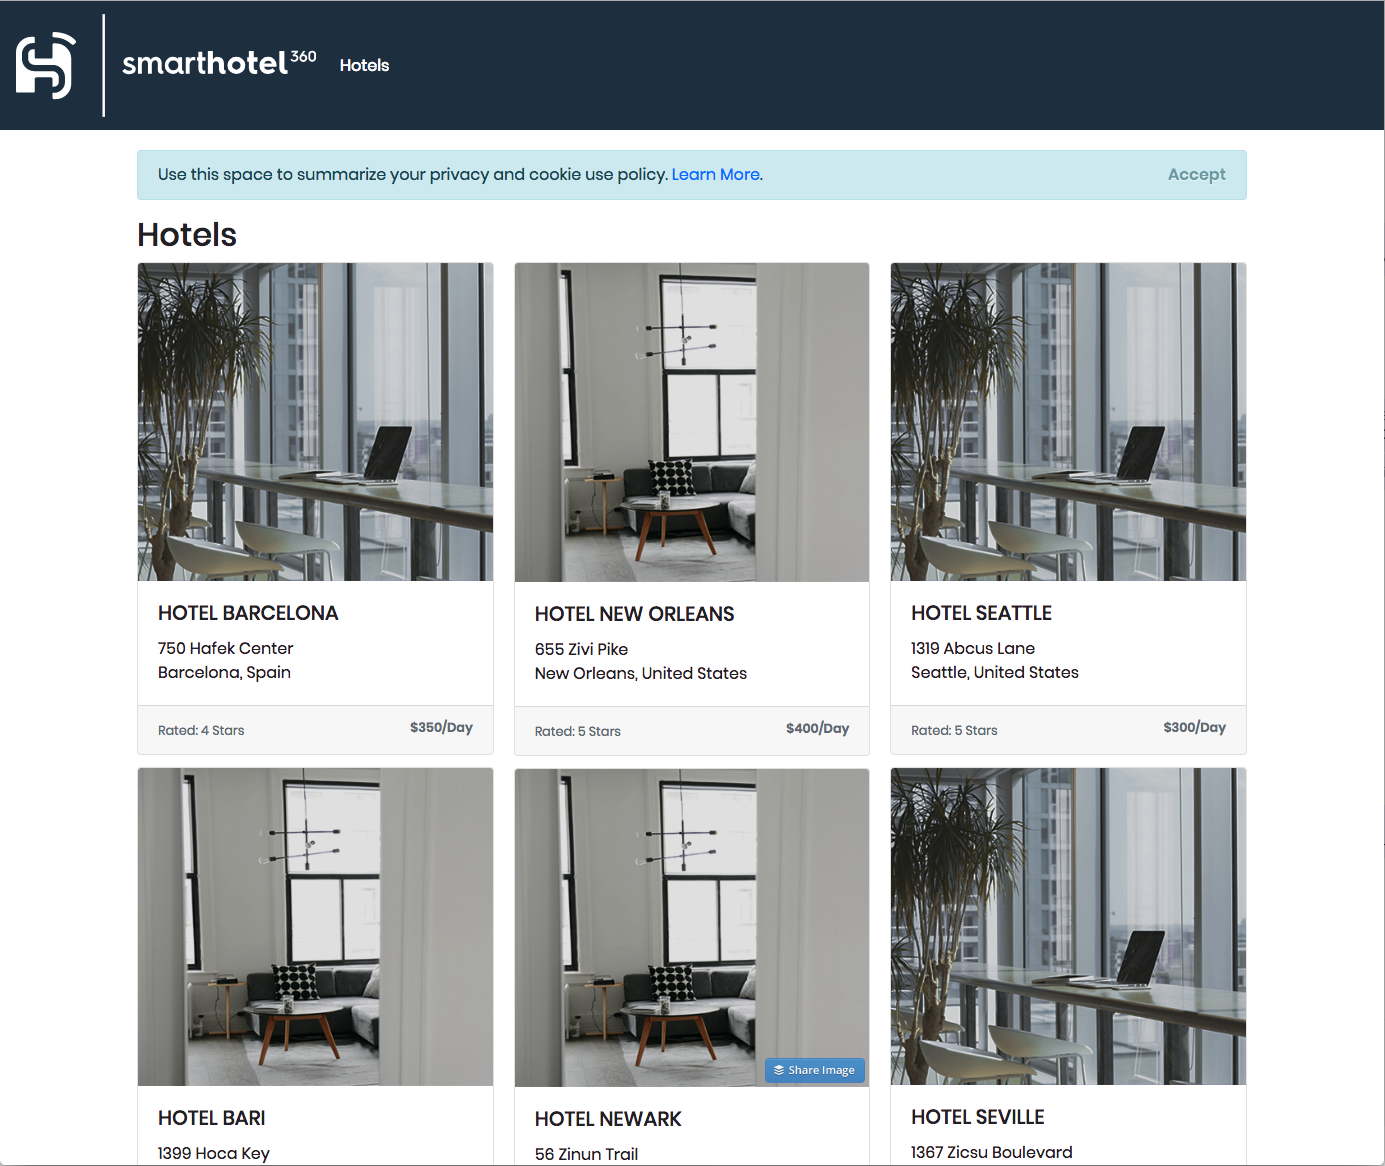 smarthotel360
Hotels
Use this space to summarize your privacy and cookie use policy. Learn More.
Accept
Hotels
HOTEL BARCELONA
750 Hafek Center
Barcelona, Spain
Rated: 4 Stars
$350/Day
HOTEL NEW ORLEANS
655 Zivi Pike
New Orleans, United States
Rated: 5 Stars
$400/Day
HOTEL SEATTLE
1319 Abcus Lane
Seattle, United States
Rated: 5 Stars
$300/Day
HOTEL BARI
1399 Hoca Key
Share Image
HOTEL NEWARK
56 Zinun Trail
HOTEL SEVILLE
1367 Zicsu Boulevard